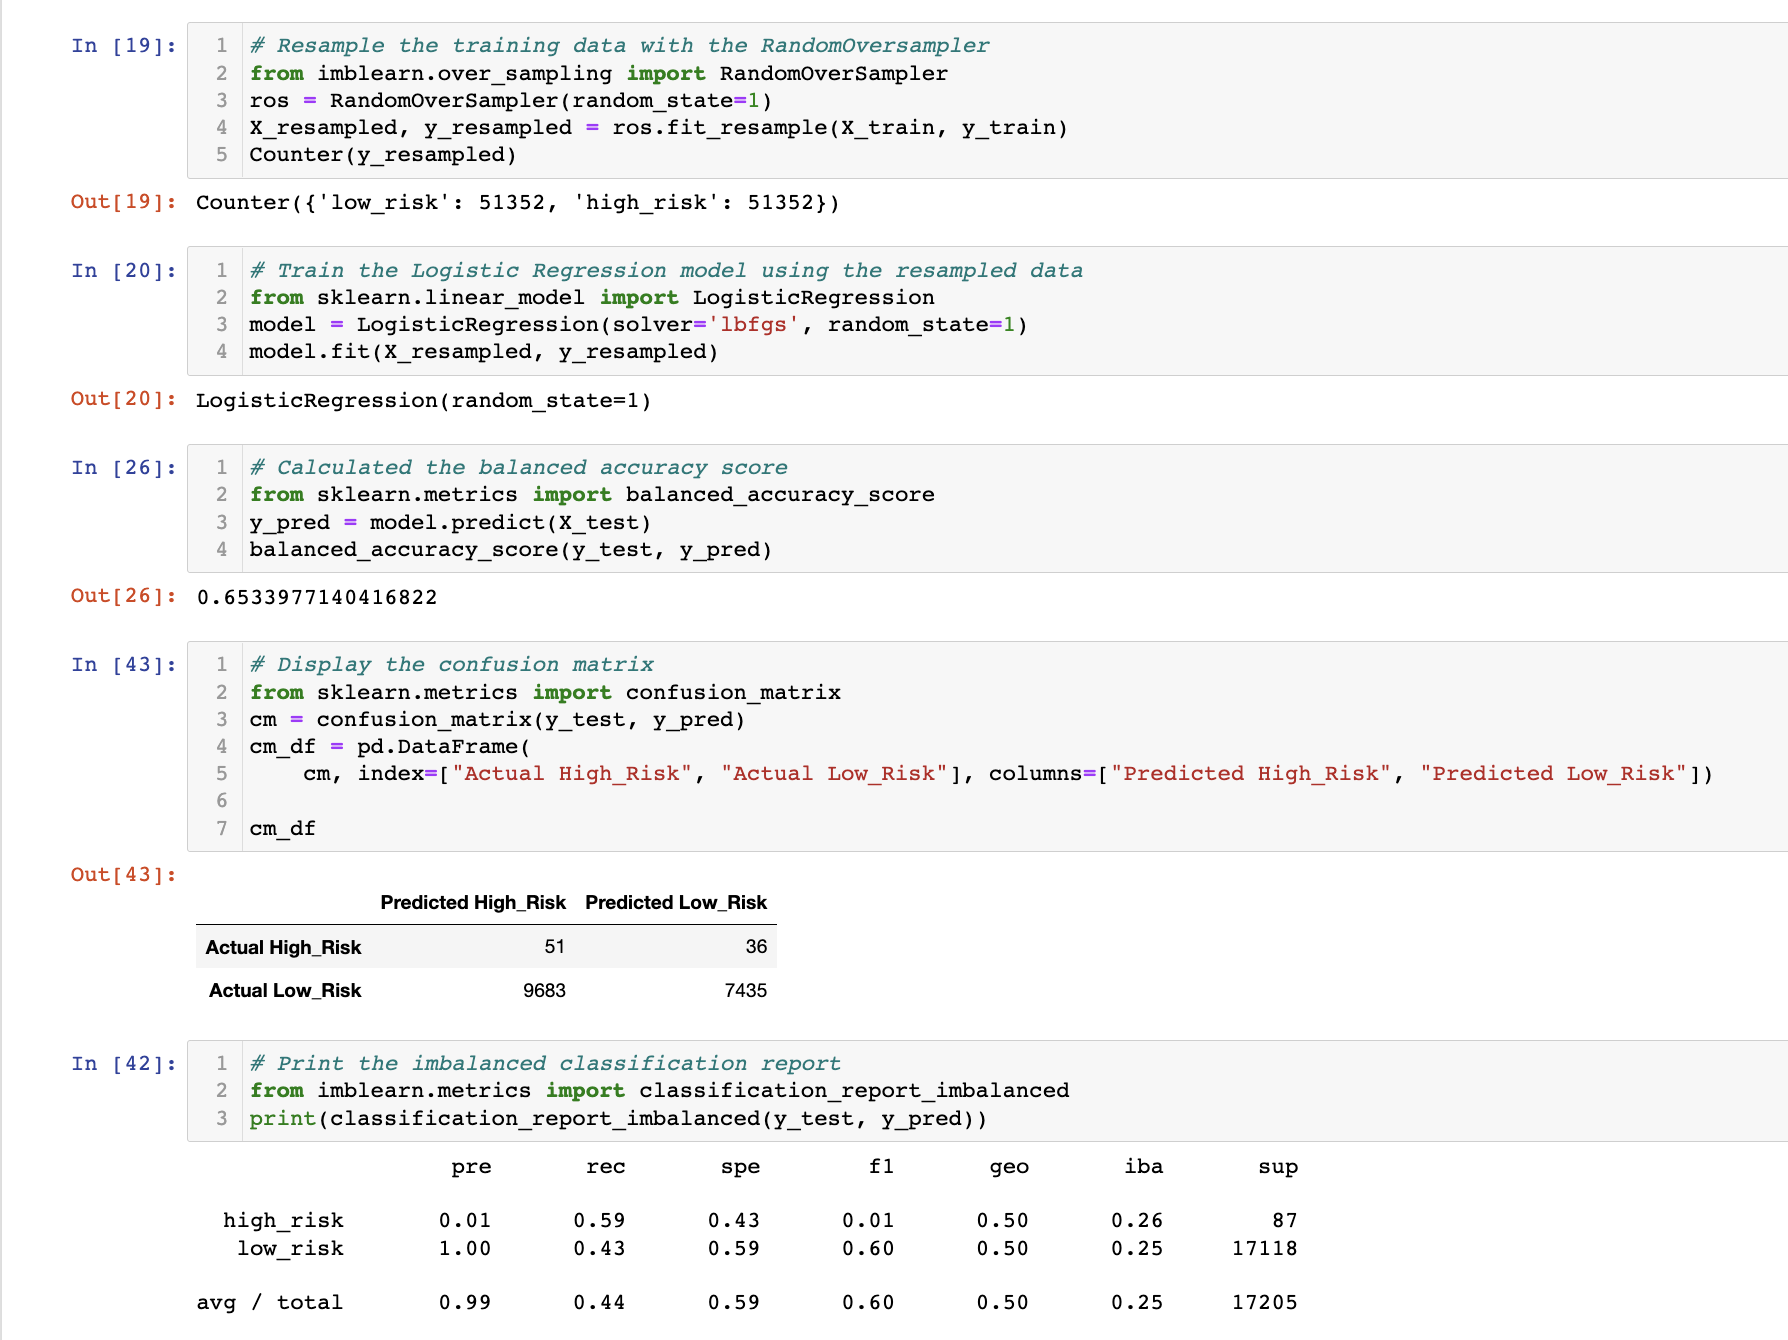 In [19]:
1 # Resample the training data with the RandomOversampler
2 from imblearn.over_sampling import RandomOverSampler
3 ros = RandomOverSampler(random_state=1)
4 X_resampled, y_resampled = ros.fit_resample(X_train, y_train)
5 Counter(y_resampled)
Out[19]: Counter({'low_risk': 51352, 'high_risk': 51352})
In [20]:
1 # Train the Logistic Regression model using the resampled data
2 from sklearn.linear_model import LogisticRegression
3 model = LogisticRegression(solver='lbfgs', random_state=1)
4 model.fit(X_resampled, y_resampled)
Out[20]: LogisticRegression(random_state=1)
In [26]:
1 # Calculated the balanced accuracy score
2 from sklearn.metrics import balanced_accuracy_score
3 y_pred = model.predict(X_test)
4 balanced_accuracy_score(y_test, y_pred)
Out[26]: 0.6533977140416822
In [43]:
1 # Display the confusion matrix
2 from sklearn.metrics import confusion_matrix
3 cm = confusion_matrix(y_test, y_pred)
4 cm_df = pd.DataFrame(
5     cm, index=["Actual High_Risk", "Actual Low_Risk"], columns=["Predicted High_Risk", "Predicted Low_Risk"])
6
7 cm_df
Out[43]:
Predicted High_Risk Predicted Low_Risk
Actual High_Risk 51 36
Actual Low_Risk 9683 7435
In [42]:
1 # Print the imbalanced classification report
2 from imblearn.metrics import classification_report_imbalanced
3 print(classification_report_imbalanced(y_test, y_pred))
pre rec spe f1 geo iba sup
high_risk 0.01 0.59 0.43 0.01 0.50 0.26 87
low_risk 1.00 0.43 0.59 0.60 0.50 0.25 17118
avg / total 0.99 0.44 0.59 0.60 0.50 0.25 17205